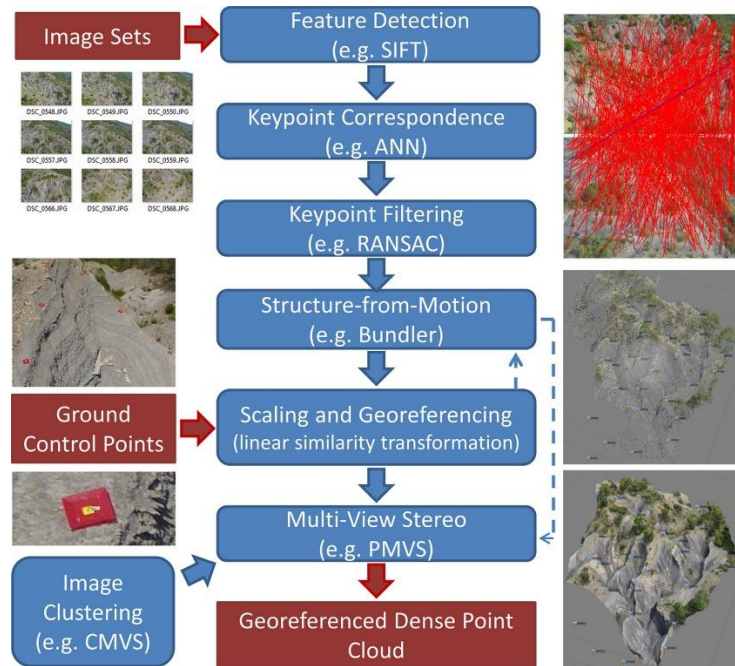 Image Sets
Feature Detection
(e.g. SIFT)
DSC_0548.JPG DSC_0549.JPG DSC_0550.JPG
DSC_0557.JPG DSC_0558.JPG DSC_0559.JPG
DSC_0566.JPG DSC_0567.JPG DSC_0568.JPG
Keypoint Correspondence
(e.g. ANN)
Keypoint Filtering
(e.g. RANSAC)
Structure-from-Motion
(e.g. Bundler)
Ground
Control Points
Scaling and Georeferencing
(linear similarity transformation)
Multi-View Stereo
(e.g. PMVS)
Image
Clustering
(e.g. CMVS)
Georeferenced Dense Point
Cloud